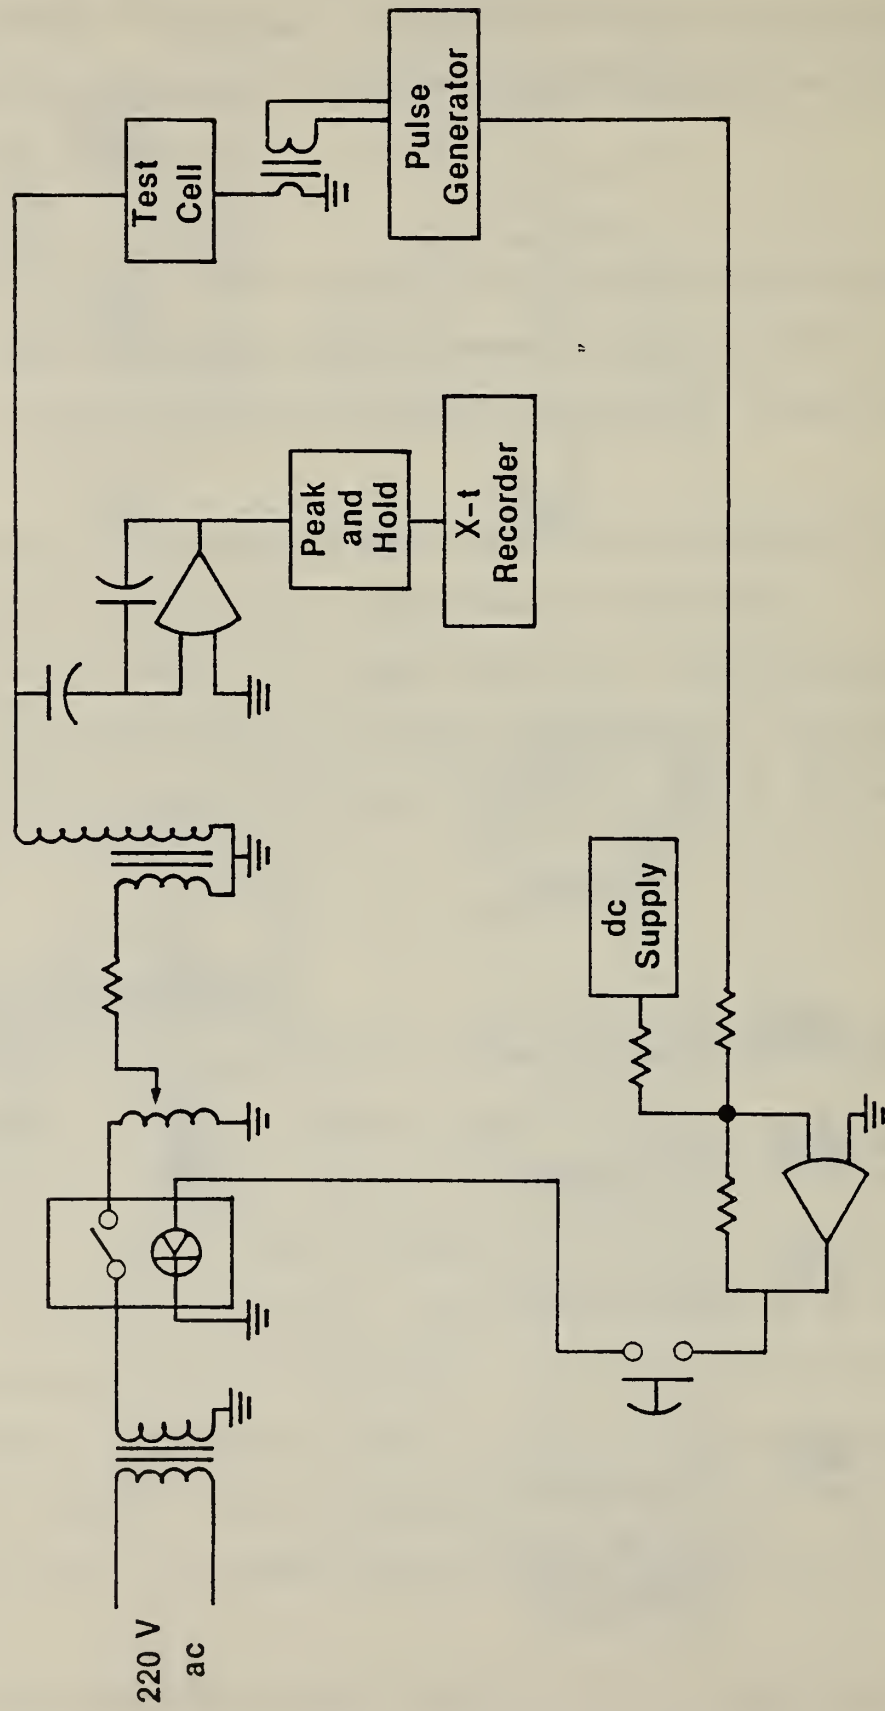 220 V
ac
Test
Cell
Pulse
Generator
Peak
and
Hold
X-t
Recorder
dc
Supply